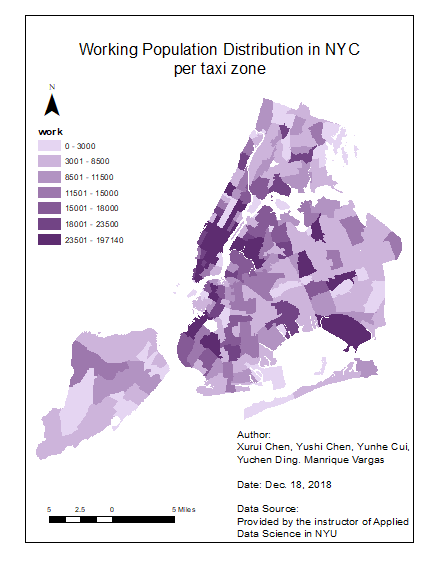 Working Population Distribution in NYC
per taxi zone
N
work
0 - 3000
3001 - 8500
8501 - 11500
11501 - 15000
15001 - 18000
18001 - 23500
23501 - 197140
Author:
Xurui Chen, Yushi Chen, Yunhe Cui,
Yuchen Ding. Manrique Vargas
Date: Dec. 18, 2018
Data Source:
Provided by the instructor of Applied
Data Science in NYU
5 2.5 0 5 Miles